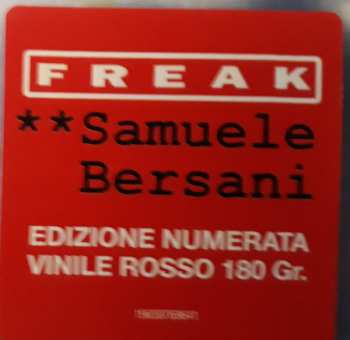 FREAK
**Samuele
Bersani
EDIZIONE NUMERATA
VINILE ROSSO 180 Gr.